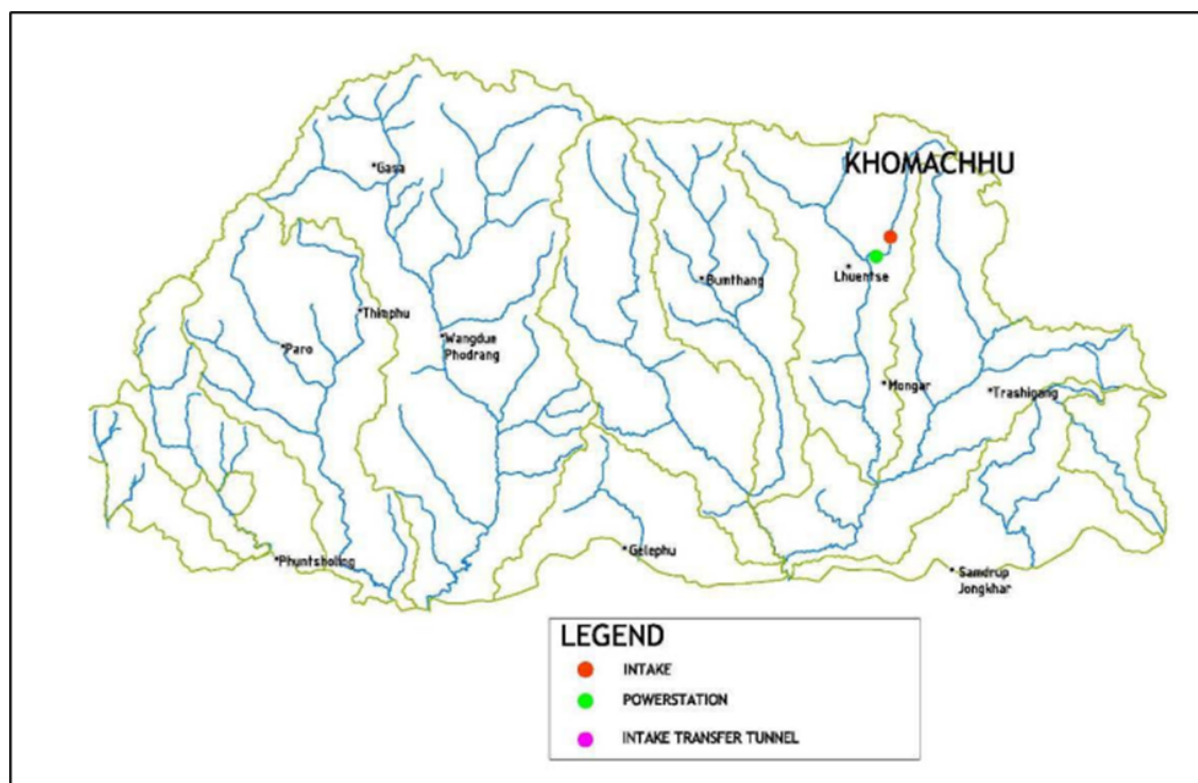 KHOMACHHU
Gasa
Bumthang
Lhuentse
Thimphu
Wangdue
Phodrang
Paro
Mongar
Trashigang
Phuntsholing
Gelephu
Samdrup
Jongkhar
LEGEND
INTAKE
POWERSTATION
INTAKE TRANSFER TUNNEL